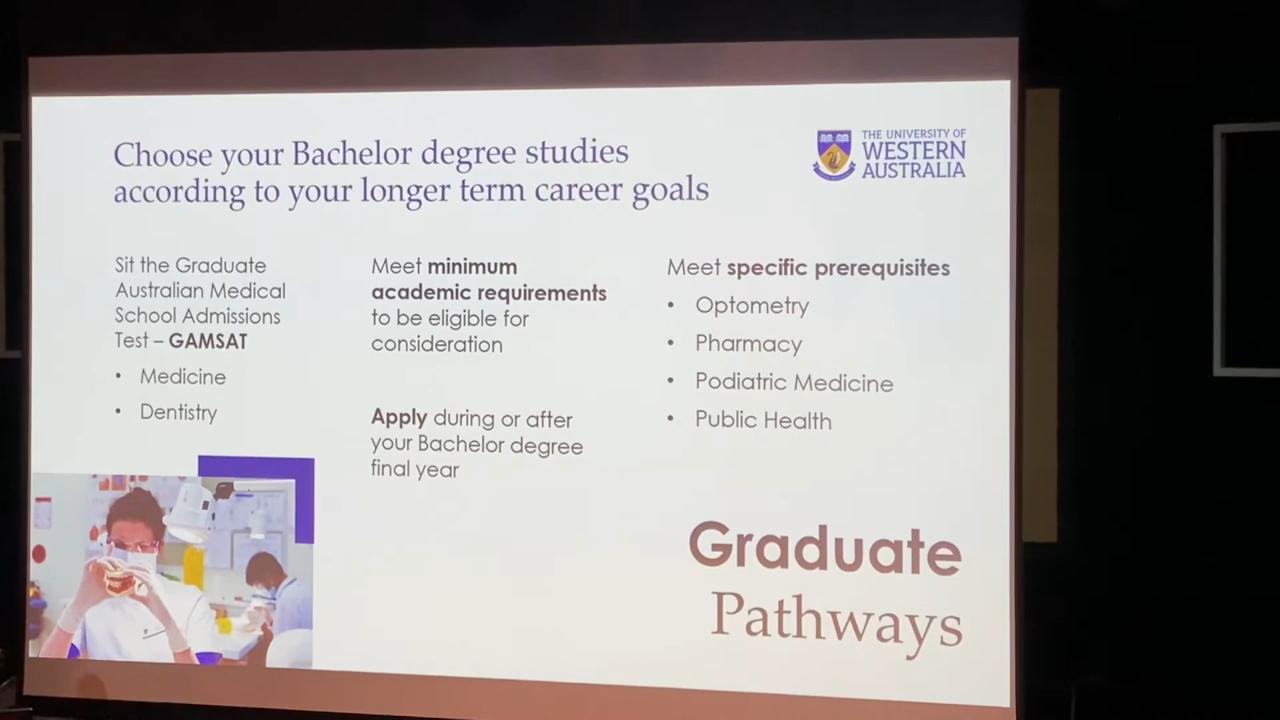 Choose your Bachelor degree studies
according to your longer term career goals
THE UNIVERSITY OF
WESTERN
AUSTRALIA
Sit the Graduate
Australian Medical
School Admissions
Test – GAMSAT
• Medicine
• Dentistry
Meet minimum
academic requirements
to be eligible for
consideration
Apply during or after
your Bachelor degree
final year
Meet specific prerequisites
• Optometry
• Pharmacy
• Podiatric Medicine
• Public Health
Graduate
Pathways